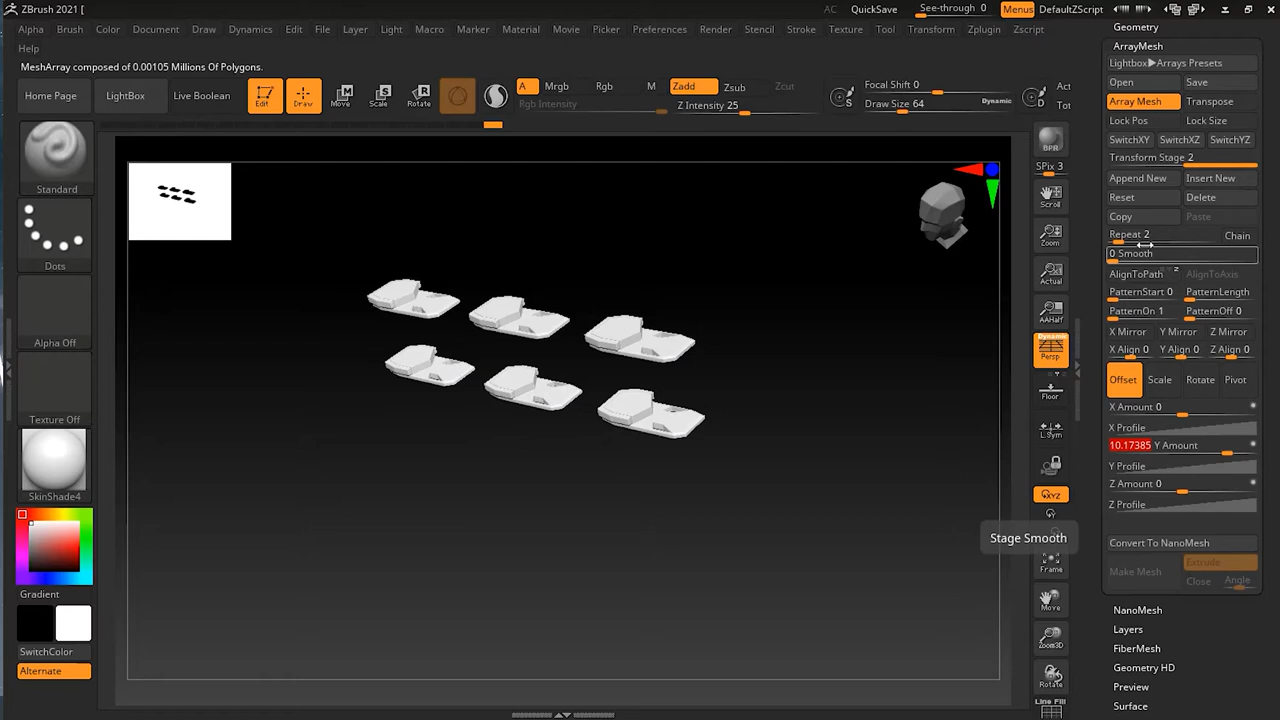 ZBrush 2021 [
AC QuickSave See-through 0 Menus DefaultZScript
Alpha Brush Color Document Draw Dynamics Edit File Layer Light Macro Marker Material Movie Picker Preferences Render Stencil Stroke Texture Tool Transform Zplugin Zscript
Help
MeshArray composed of 0.00105 Millions Of Polygons.
Home Page LightBox Live Boolean Edit Draw Move Scale Rotate
A Mrgb Rgb M Zadd Zsub Zcut
Rgb Intensity Z Intensity 25
Focal Shift 0
Draw Size 64 Dynamic
S D
Act
Tot
Standard
Dots
Alpha Off
Texture Off
SkinShade4
Gradient
SwitchColor
Alternate
BPR
SPix 3
Scroll
Zoom
Actual
AAHalf
Dynamic
Persp
Floor
L.Sym
XYZ
Y
Frame
Move
Zoom3D
Rotate
Line Fill
Stage Smooth
Geometry
ArrayMesh
Lightbox▶Arrays Presets
Open Save
Array Mesh Transpose
Lock Pos Lock Size
SwitchXY SwitchXZ SwitchYZ
Transform Stage 2
Append New Insert New
Reset Delete
Copy Paste
Repeat 2 Chain
0 Smooth
AlignToPath AlignToAxis
PatternStart 0 PatternLength
PatternOn 1 PatternOff 0
X Mirror Y Mirror Z Mirror
X Align 0 Y Align 0 Z Align 0
Offset Scale Rotate Pivot
X Amount 0
X Profile
10.17385 Y Amount
Y Profile
Z Amount 0
Z Profile
Convert To NanoMesh
Make Mesh Extrude
Close Angle
NanoMesh
Layers
FiberMesh
Geometry HD
Preview
Surface